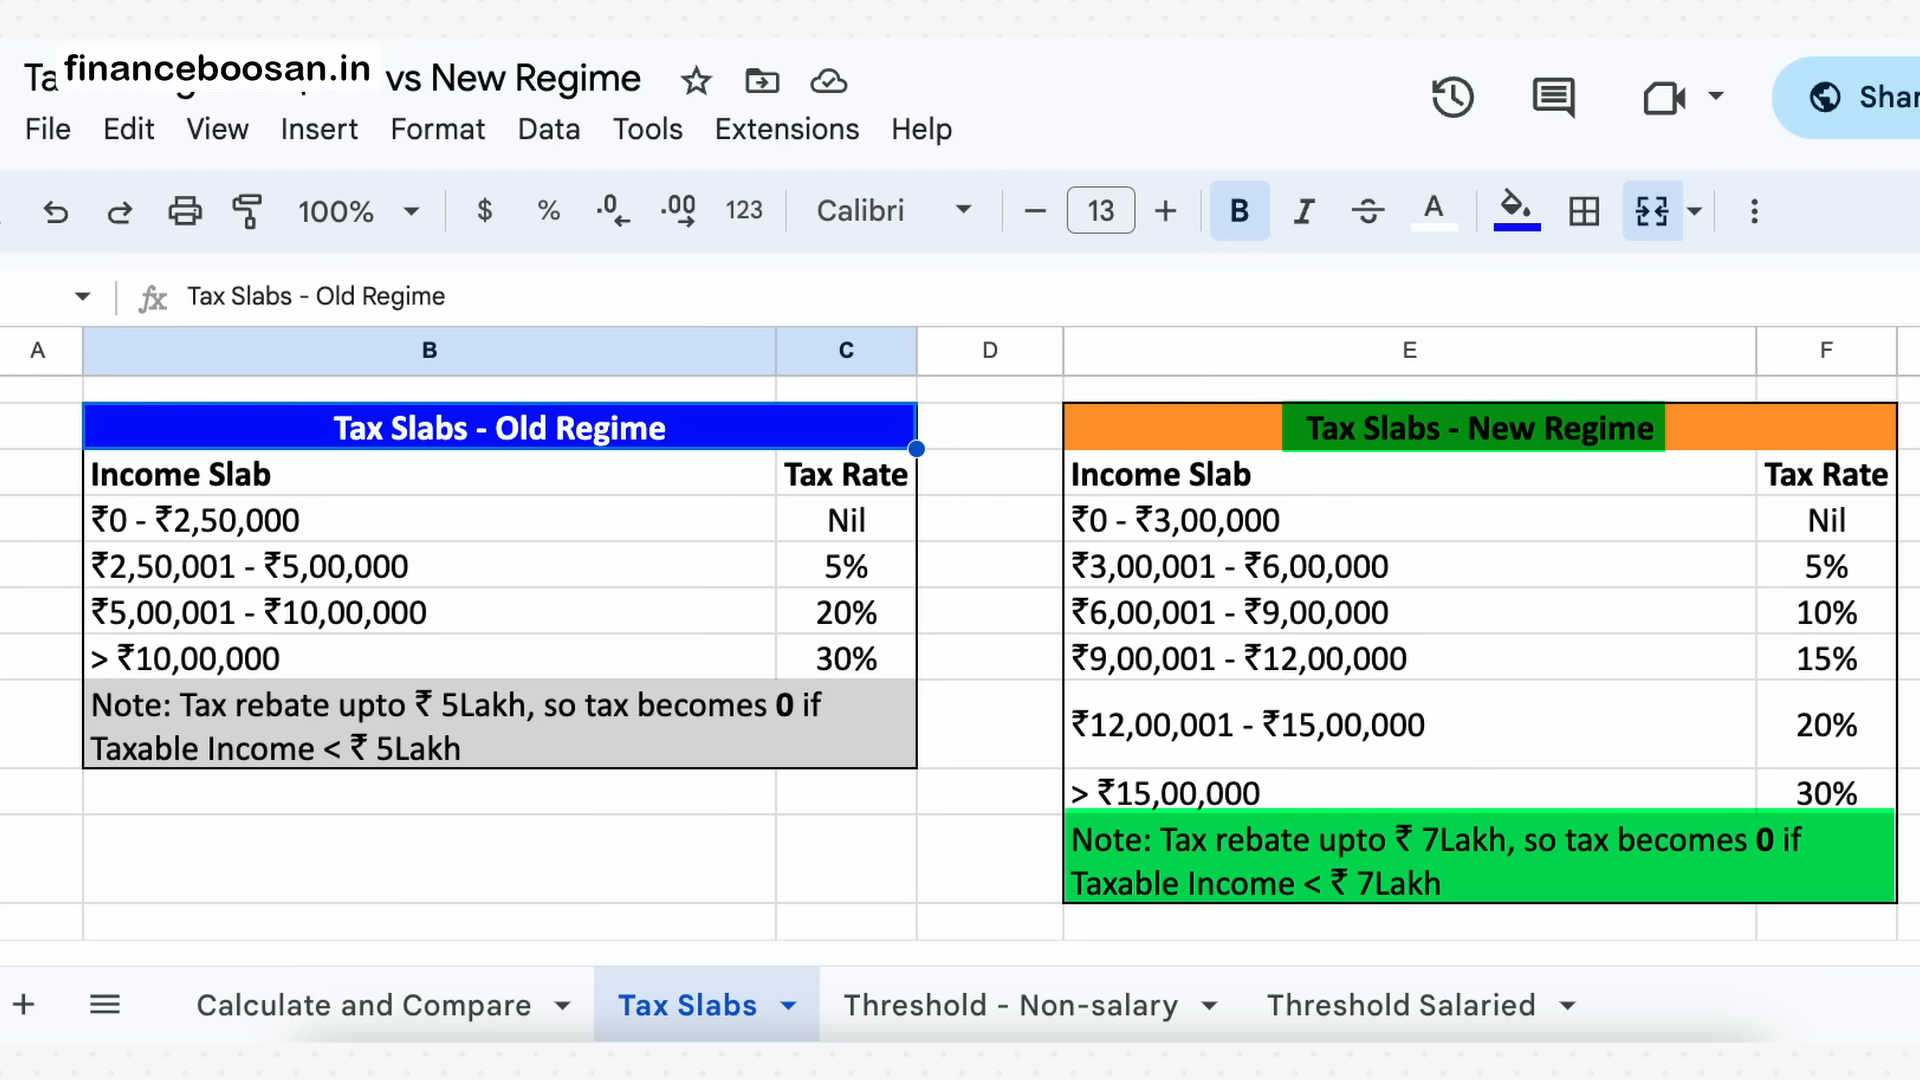 financeboosan.in
Ta
vs New Regime
File Edit View Insert Format Data Tools Extensions Help
100% $ % .0 .00 123 Calibri 13 B I A
Tax Slabs - Old Regime
A B C D E F
Tax Slabs - Old Regime
Income Slab Tax Rate
₹0 - ₹2,50,000 Nil
₹2,50,001 - ₹5,00,000 5%
₹5,00,001 - ₹10,00,000 20%
> ₹10,00,000 30%
Note: Tax rebate upto ₹ 5Lakh, so tax becomes 0 if
Taxable Income < ₹ 5Lakh
Tax Slabs - New Regime
Income Slab Tax Rate
₹0 - ₹3,00,000 Nil
₹3,00,001 - ₹6,00,000 5%
₹6,00,001 - ₹9,00,000 10%
₹9,00,001 - ₹12,00,000 15%
₹12,00,001 - ₹15,00,000 20%
> ₹15,00,000 30%
Note: Tax rebate upto ₹ 7Lakh, so tax becomes 0 if
Taxable Income < ₹ 7Lakh
Calculate and Compare Tax Slabs Threshold - Non-salary Threshold Salaried